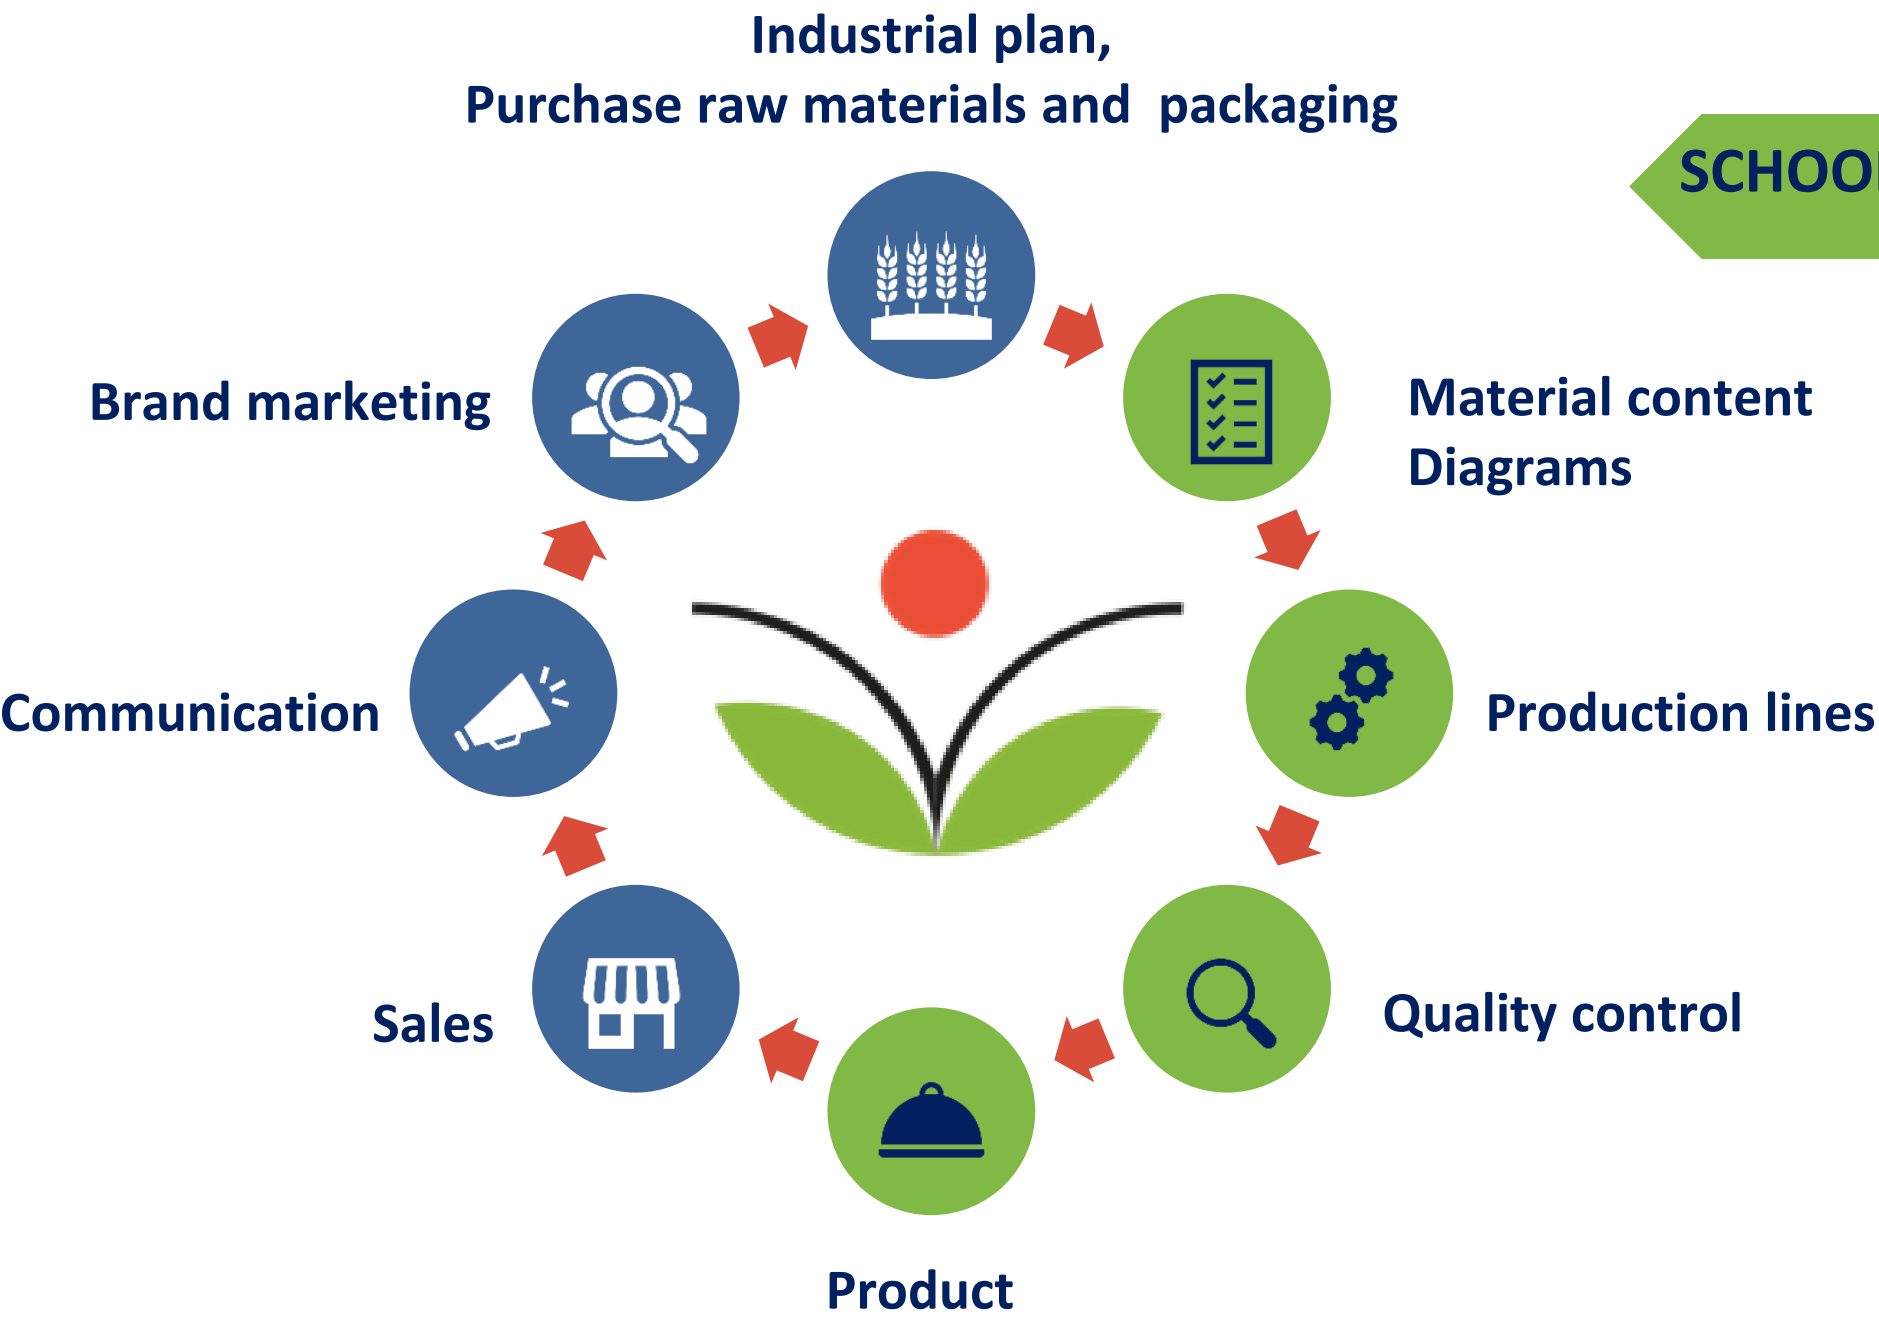 Industrial plan,
Purchase raw materials and packaging
Brand marketing
Material content
Diagrams
Communication
Production lines
Sales
Quality control
Product